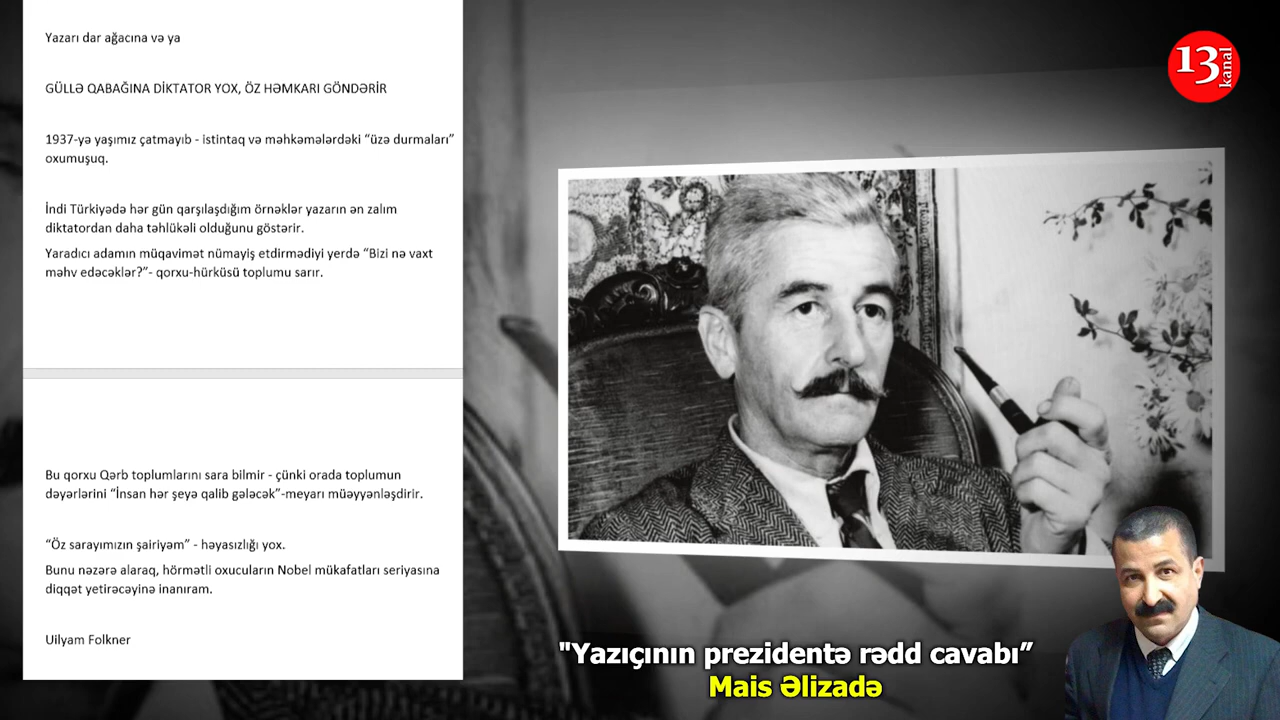 Yazarı dar ağacına və ya
GÜLLƏ QABAĞINA DİKTATOR YOX, ÖZ HƏMKARI GÖNDƏRİR
1937-yə yaşımız çatmayıb - istintaq və məhkəmələrdəki “üzə durmaları”
oxumuşuq.
İndi Türkiyədə hər gün qarşılaşdığım örnəklər yazarın ən zalım
diktatordan daha təhlükəli olduğunu göstərir.
Yaradıcı adamın müqavimət nümayiş etdirmədiyi yerdə “Bizi nə vaxt
məhv edəcəklər?”- qorxu-hürküsü toplumu sarır.
Bu qorxu Qərb toplumlarını sara bilmir - çünki orada toplumun
dəyərlərini “İnsan hər şeyə qalib gələcək”-meyarı müəyyənləşdirir.
“Öz sarayımızın şairiyəm” - həyasızlığı yox.
Bunu nəzərə alaraq, hörmətli oxucuların Nobel mükafatları seriyasına
diqqət yetirəcəyinə inanıram.
Uilyam Folkner
13
kanal
"Yazıçının prezidentə rədd cavabı”
Mais Əlizadə